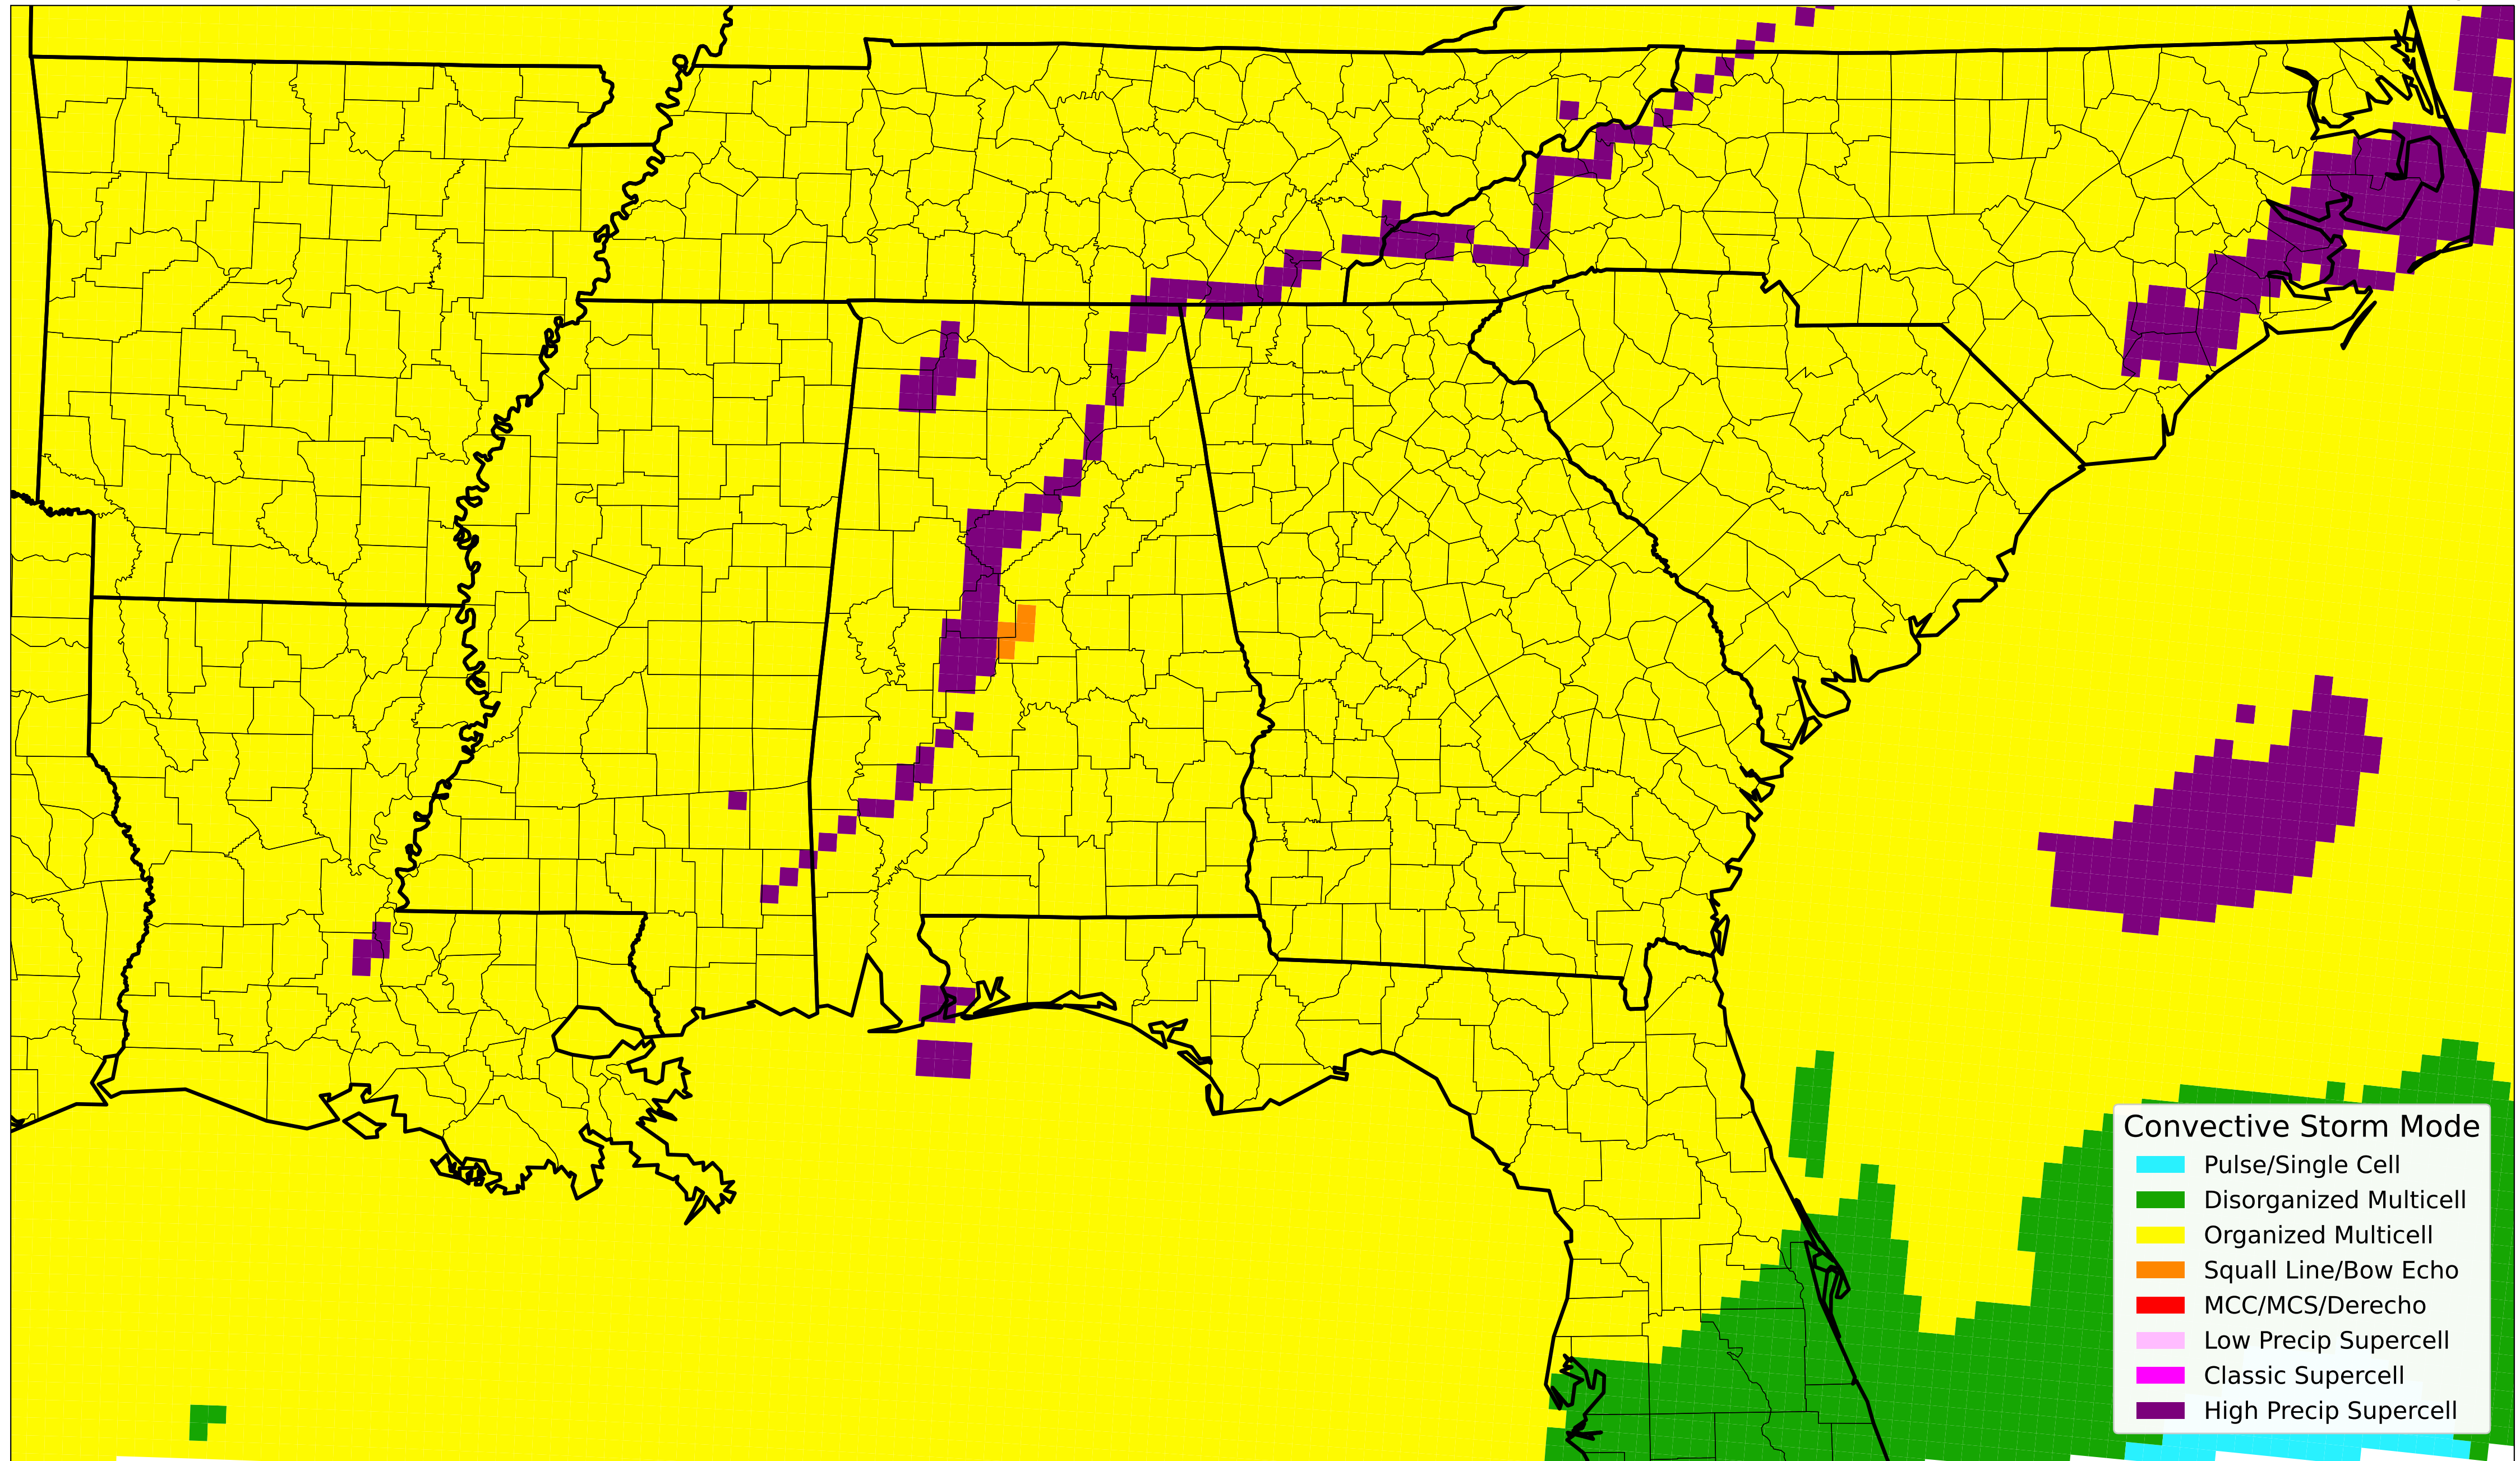 Convective Storm Mode
Pulse/Single Cell
Disorganized Multicell
Organized Multicell
Squall Line/Bow Echo
MCC/MCS/Derecho
Low Precip Supercell
Classic Supercell
High Precip Supercell